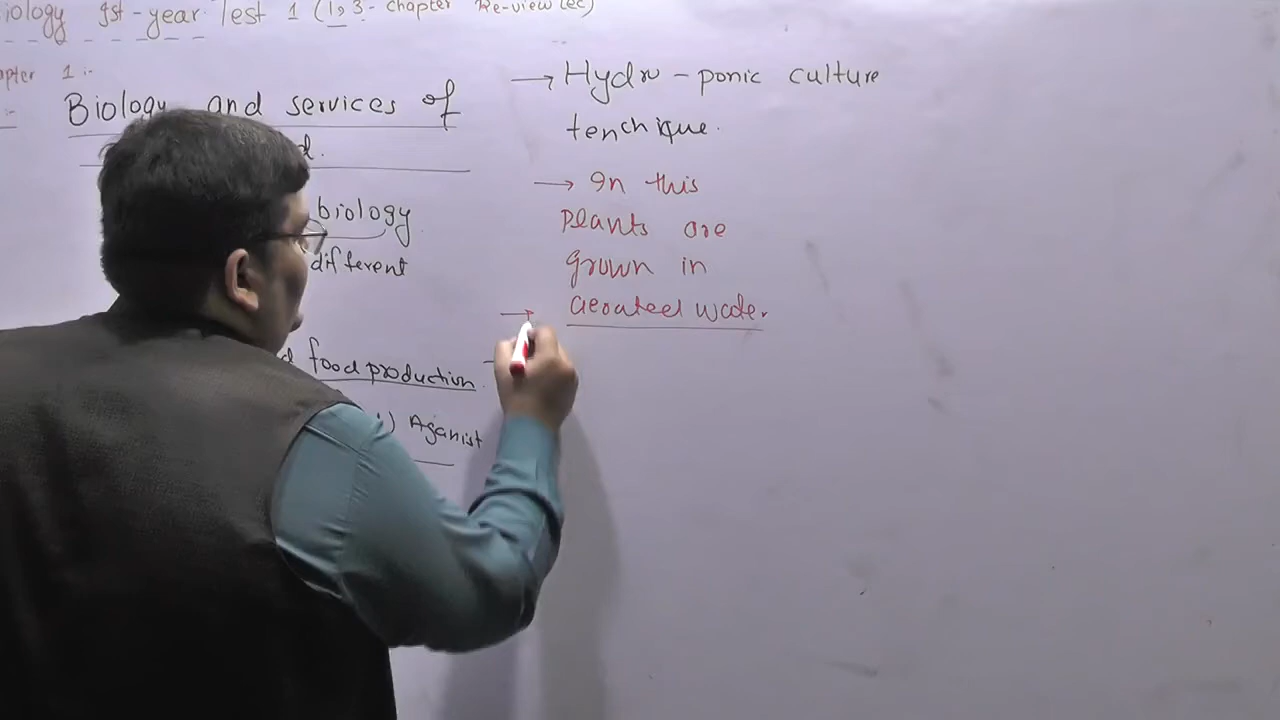 iology 1st-year Test 1 (1,3- chapter Re-view Lec)
apter 1:-
Biology and services of
d.
biology
different
d food production
i) Aganist
→ Hydro - ponic culture
tenchique.
→ In this
plants are
grown in
aerated water
→